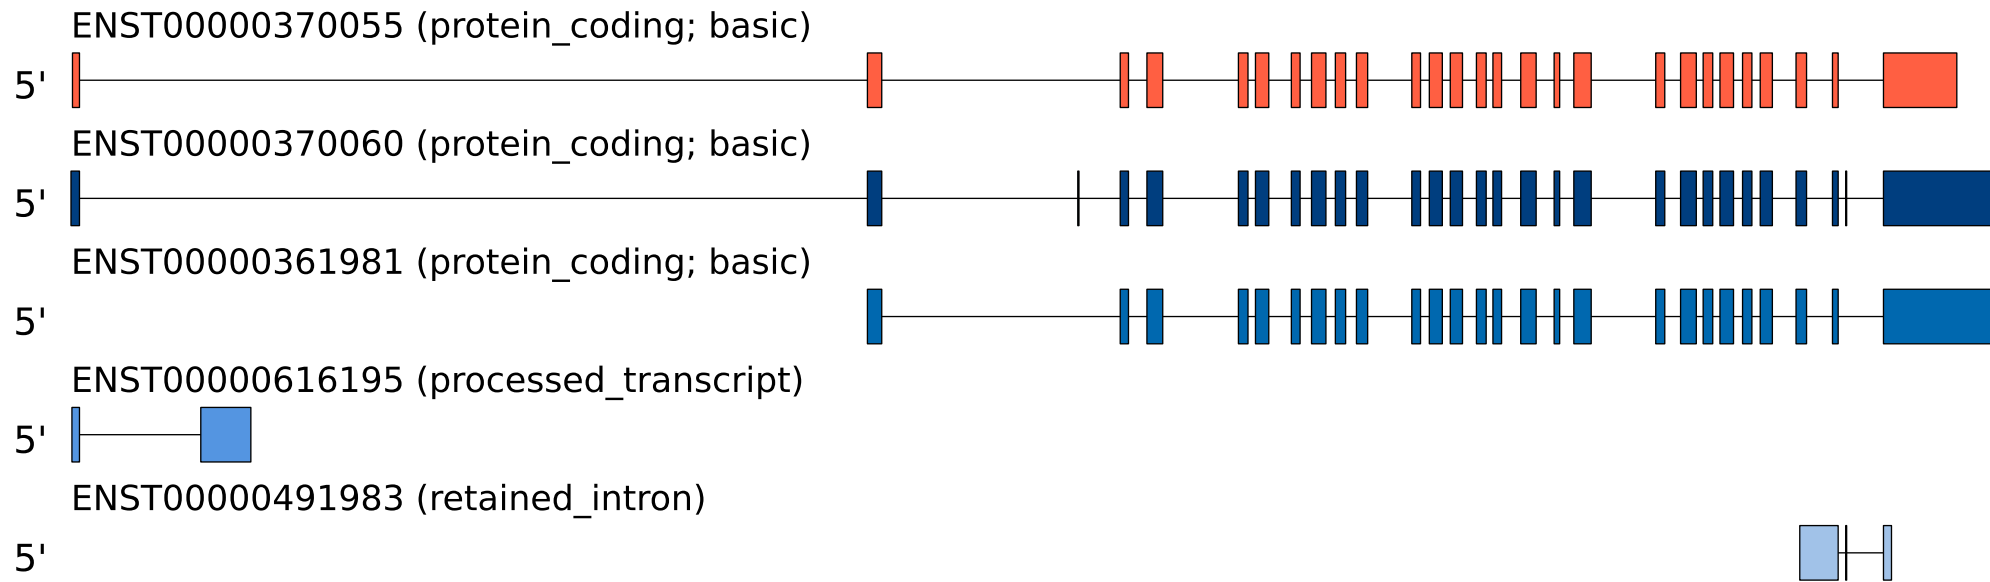 ENST00000370055 (protein_coding; basic)
5'
ENST00000370060 (protein_coding; basic)
5'
ENST00000361981 (protein_coding; basic)
5'
ENST00000616195 (processed_transcript)
5'
ENST00000491983 (retained_intron)
5'